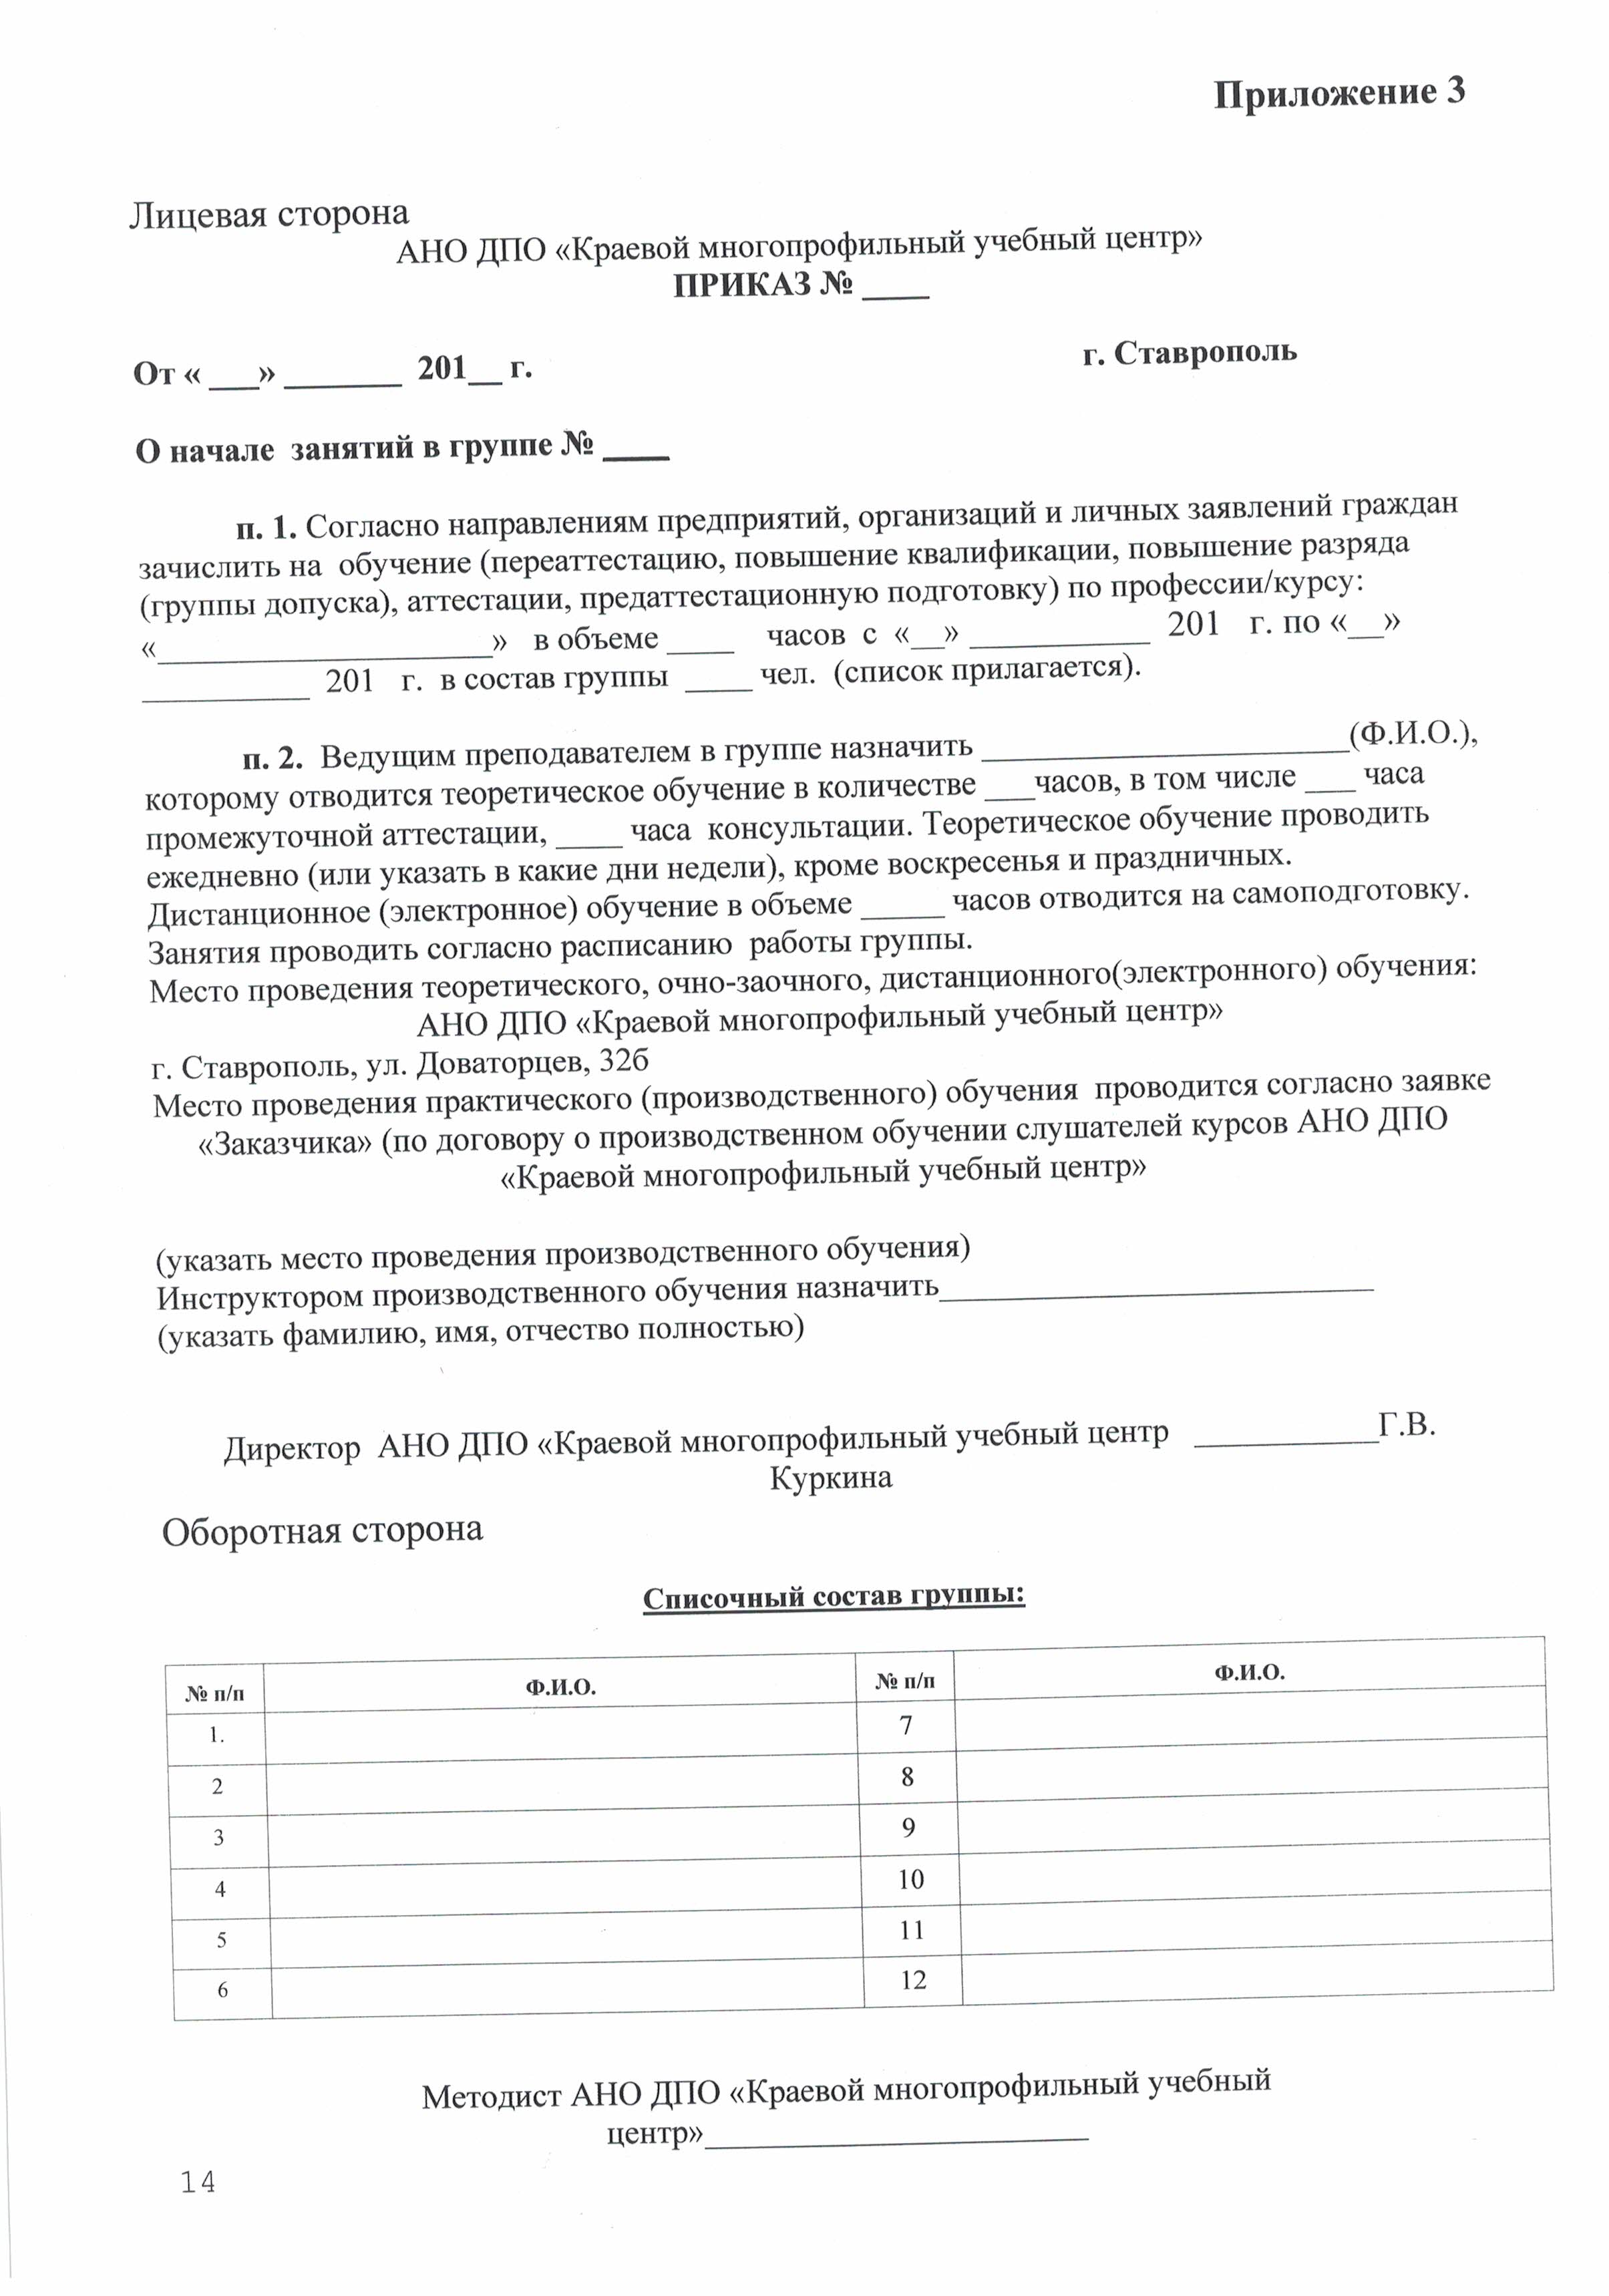 Приложение 3
Лицевая сторона
АНО ДПО «Краевой многопрофильный учебный центр»
ПРИКАЗ № ____
От « ___» _______ 201__ г.
г. Ставрополь
О начале занятий в группе № ____
п. 1. Согласно направлениям предприятий, организаций и личных заявлений граждан
зачислить на обучение (переаттестацию, повышение квалификации, повышение разряда
(группы допуска), аттестации, предаттестационную подготовку) по профессии/курсу:
«____________________» в объеме ____ часов с «__» ___________ 201 г. по «__»
__________ 201 г. в состав группы ____ чел. (список прилагается).
п. 2. Ведущим преподавателем в группе назначить ______________________(Ф.И.О.),
которому отводится теоретическое обучение в количестве ___часов, в том числе ___ часа
промежуточной аттестации, ____ часа консультации. Теоретическое обучение проводить
ежедневно (или указать в какие дни недели), кроме воскресенья и праздничных.
Дистанционное (электронное) обучение в объеме _____ часов отводится на самоподготовку.
Занятия проводить согласно расписанию работы группы.
Место проведения теоретического, очно-заочного, дистанционного(электронного) обучения:
АНО ДПО «Краевой многопрофильный учебный центр»
г. Ставрополь, ул. Доваторцев, 32б
Место проведения практического (производственного) обучения проводится согласно заявке
«Заказчика» (по договору о производственном обучении слушателей курсов АНО ДПО
«Краевой многопрофильный учебный центр»
(указать место проведения производственного обучения)
Инструктором производственного обучения назначить__________________________
(указать фамилию, имя, отчество полностью)
Директор АНО ДПО «Краевой многопрофильный учебный центр ___________Г.В.
Куркина
Оборотная сторона
Списочный состав группы:
№ п/п Ф.И.О. № п/п Ф.И.О.
1. 7
2 8
3 9
4 10
5 11
6 12
Методист АНО ДПО «Краевой многопрофильный учебный
центр»_______________________
14